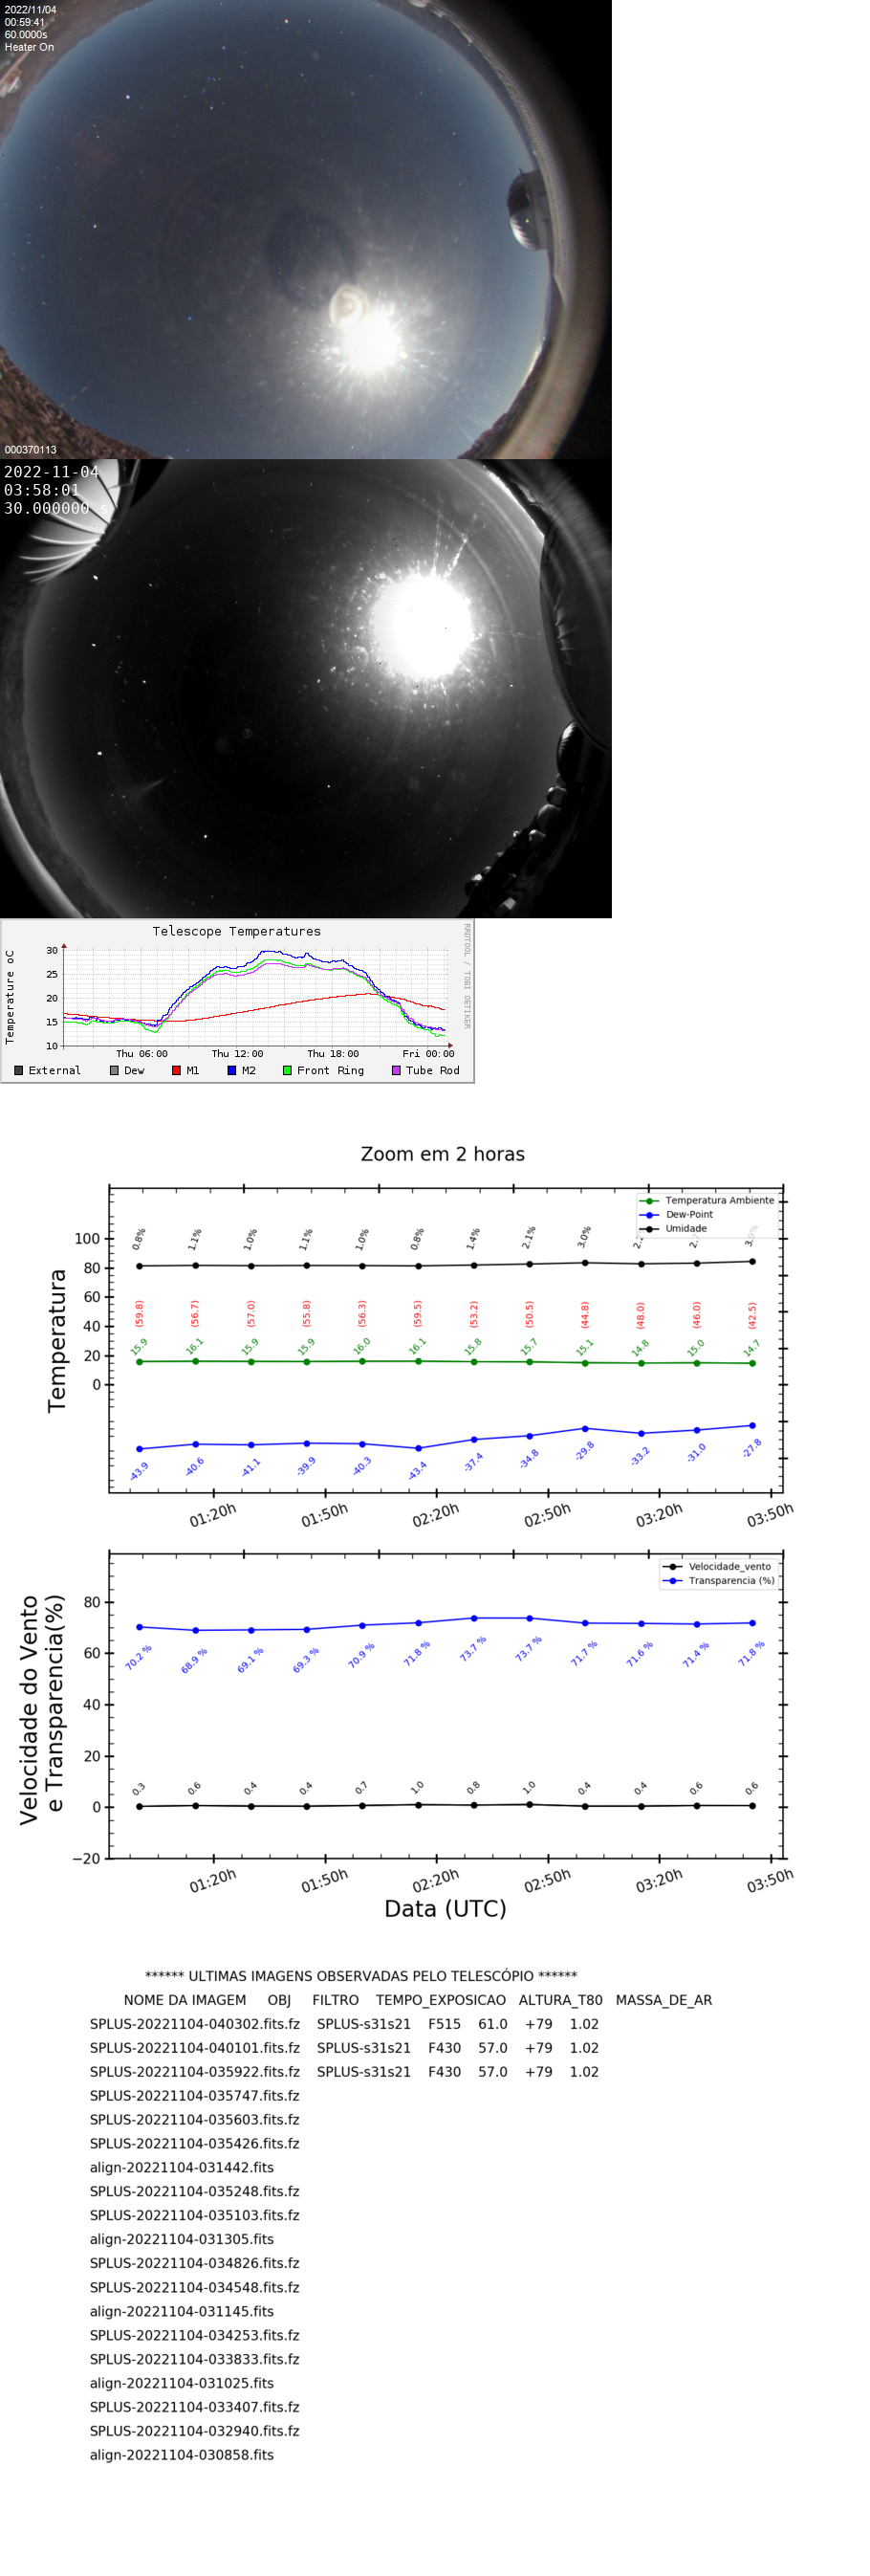 2022/11/04
00:59:41
60.0000s
Heater On
000370113
2022-11-04
03:58:01
30.000000 s
Telescope Temperatures
RRDTOOL / TOBI OETIKER
Temperature oC
30
25
20
15
10
Thu 06:00 Thu 12:00 Thu 18:00 Fri 00:00
External Dew M1 M2 Front Ring Tube Rod
Zoom em 2 horas
Temperatura Ambiente
Dew-Point
Umidade
Temperatura
100
80
60
40
20
0
0.8% 1.1% 1.0% 1.1% 1.0% 0.8% 1.4% 2.1% 3.0%
(59.8) (56.7) (57.0) (55.8) (56.3) (59.5) (53.2) (50.5) (44.8) (48.0) (46.0) (42.5)
15.9 16.1 15.9 15.9 16.0 16.1 15.8 15.7 15.1 14.8 15.0 14.7
-43.9 -40.6 -41.1 -39.9 -40.3 -43.4 -37.4 -34.8 -29.8 -33.2 -31.0 -27.8
01:20h 01:50h 02:20h 02:50h 03:20h 03:50h
Velocidade_vento
Transparencia (%)
Velocidade do Vento
e Transparencia(%)
80
60
40
20
0
−20
70.2 % 68.9 % 69.1 % 69.3 % 70.9 % 71.8 % 73.7 % 73.7 % 71.7 % 71.6 % 71.4 % 71.8 %
0.3 0.6 0.4 0.4 0.7 1.0 0.8 1.0 0.4 0.4 0.6 0.6
01:20h 01:50h 02:20h 02:50h 03:20h 03:50h
Data (UTC)
****** ULTIMAS IMAGENS OBSERVADAS PELO TELESCÓPIO ******
NOME DA IMAGEM OBJ FILTRO TEMPO_EXPOSICAO ALTURA_T80 MASSA_DE_AR
SPLUS-20221104-040302.fits.fz SPLUS-s31s21 F515 61.0 +79 1.02
SPLUS-20221104-040101.fits.fz SPLUS-s31s21 F430 57.0 +79 1.02
SPLUS-20221104-035922.fits.fz SPLUS-s31s21 F430 57.0 +79 1.02
SPLUS-20221104-035747.fits.fz
SPLUS-20221104-035603.fits.fz
SPLUS-20221104-035426.fits.fz
align-20221104-031442.fits
SPLUS-20221104-035248.fits.fz
SPLUS-20221104-035103.fits.fz
align-20221104-031305.fits
SPLUS-20221104-034826.fits.fz
SPLUS-20221104-034548.fits.fz
align-20221104-031145.fits
SPLUS-20221104-034253.fits.fz
SPLUS-20221104-033833.fits.fz
align-20221104-031025.fits
SPLUS-20221104-033407.fits.fz
SPLUS-20221104-032940.fits.fz
align-20221104-030858.fits